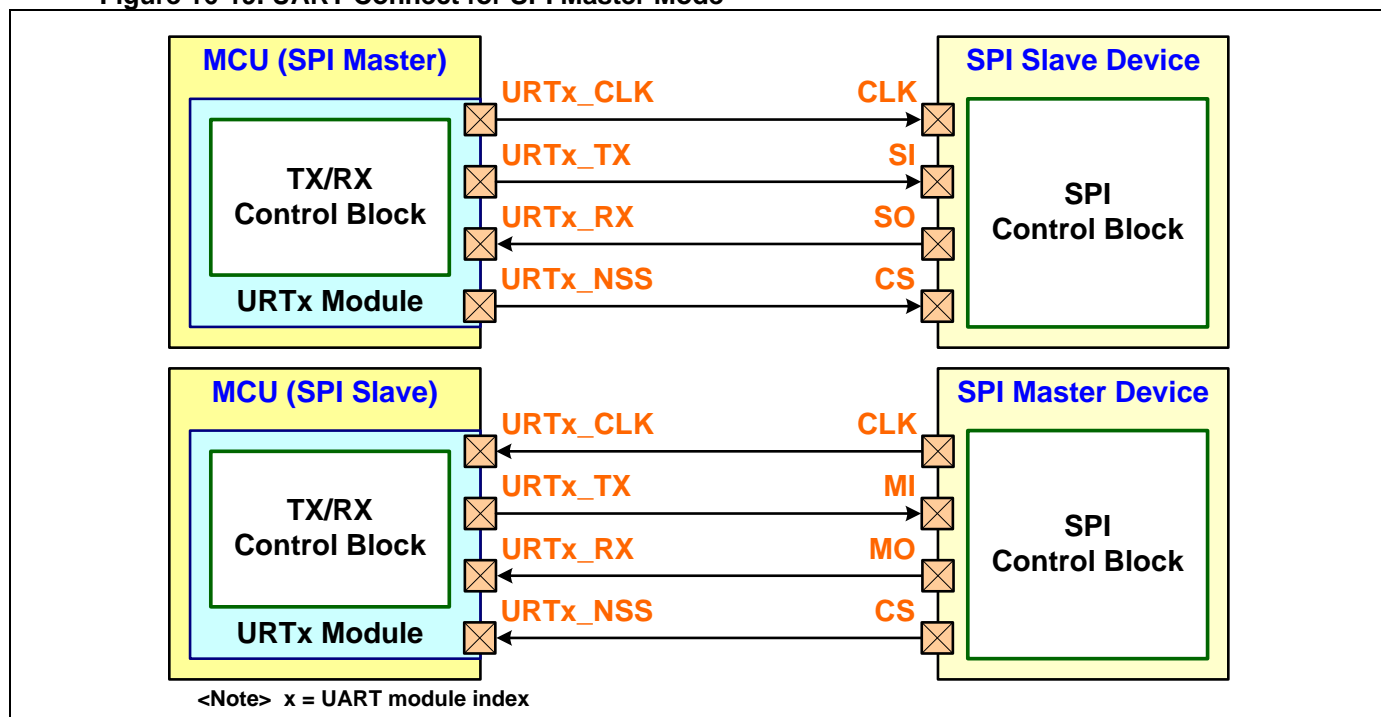 MCU (SPI Master)
SPI Slave Device
URTx_CLK
CLK
URTx_TX
SI
TX/RX
Control Block
SPI
Control Block
URTx_RX
SO
URTx_NSS
CS
URTx Module
MCU (SPI Slave)
SPI Master Device
URTx_CLK
CLK
URTx_TX
MI
TX/RX
Control Block
SPI
Control Block
URTx_RX
MO
URTx_NSS
CS
URTx Module
<Note> x = UART module index